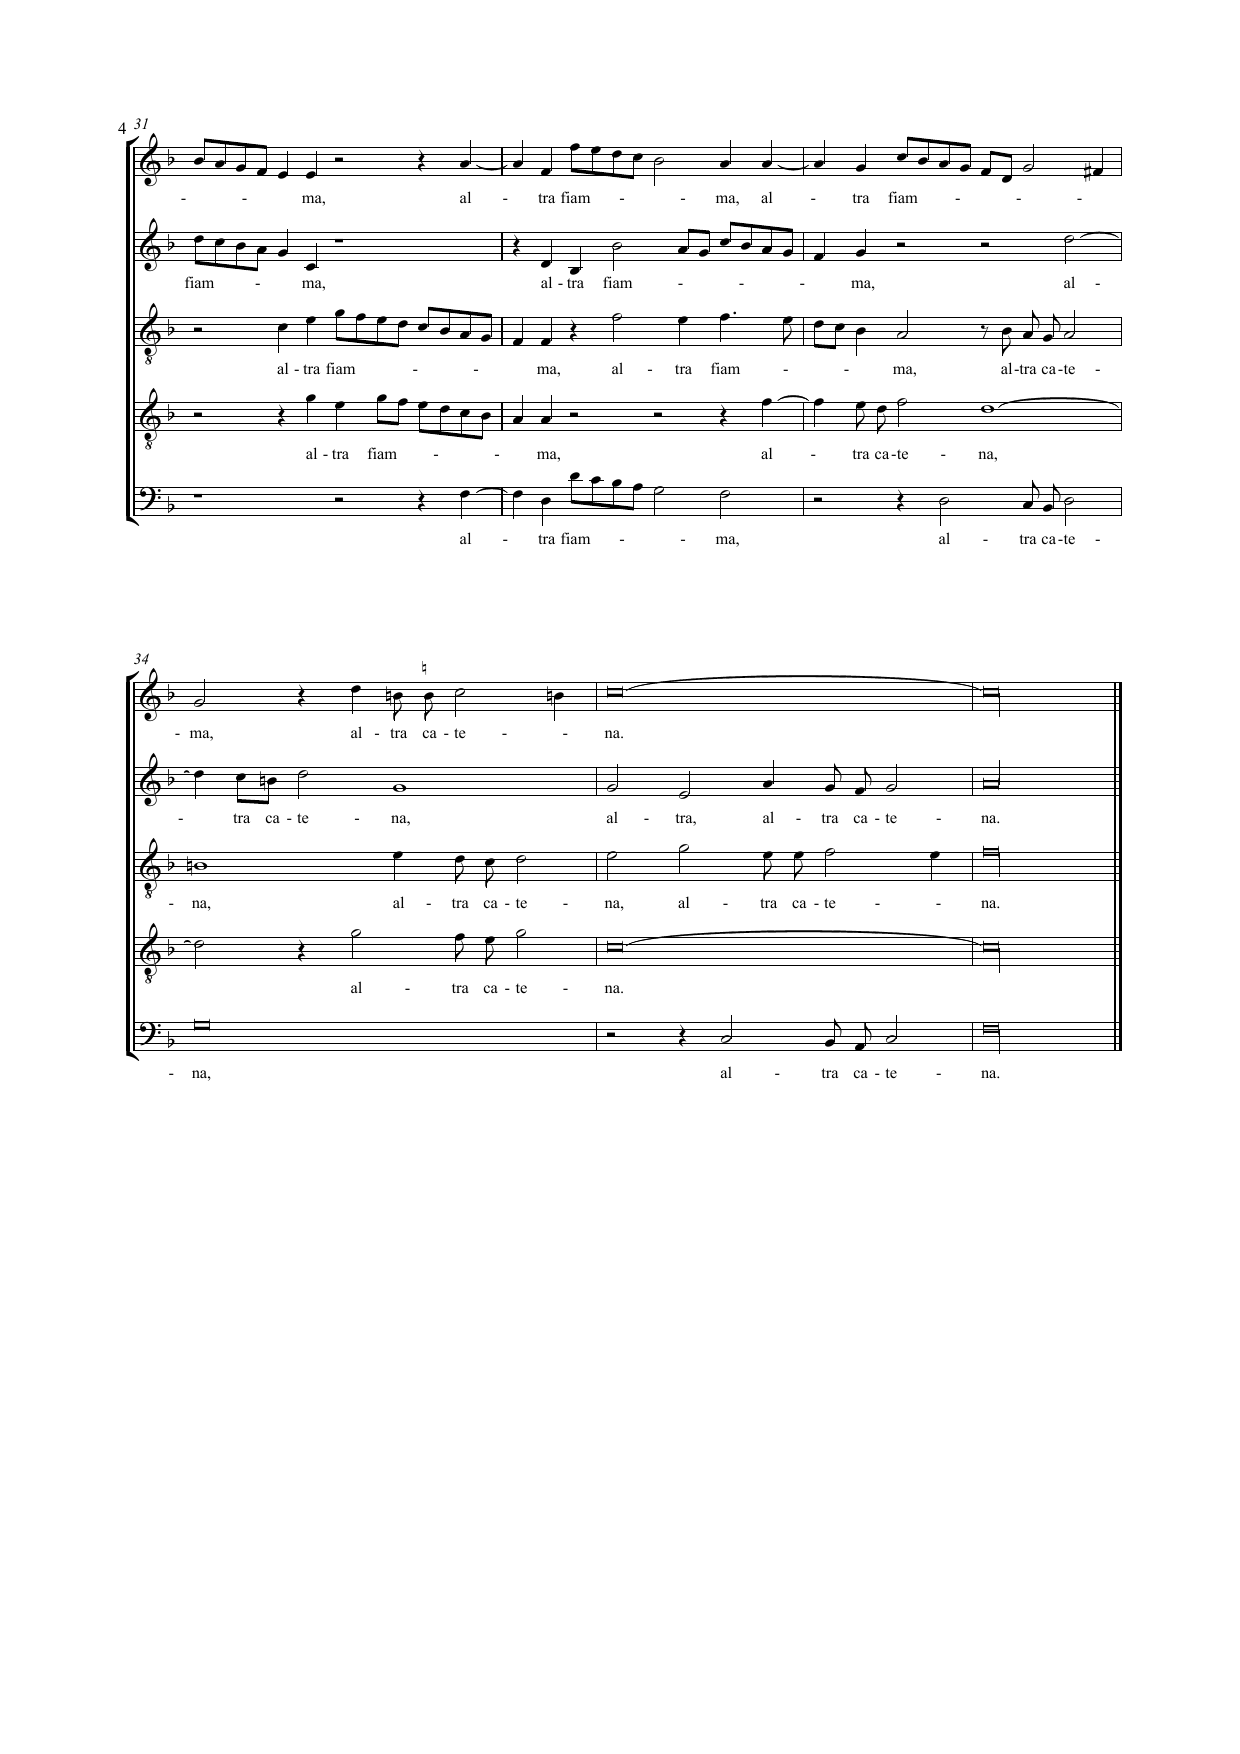 4 31
- - ma, al - tra fiam - - - ma, al - tra fiam - - -
fiam - - ma, al - tra fiam - - - ma, al -
al - tra fiam - - - ma, al - tra fiam - - - ma, al-tra ca-te -
al - tra fiam - - ma, al - tra ca-te - na,
al - tra fiam - - ma, al - tra ca-te -
34
- ma, al - tra ca - te - - na.
- tra ca - te - na, al - tra, al - tra ca - te - na.
- na, al - tra ca - te - na, al - tra ca - te - - na.
al - tra ca - te - na.
- na, al - tra ca - te - na.